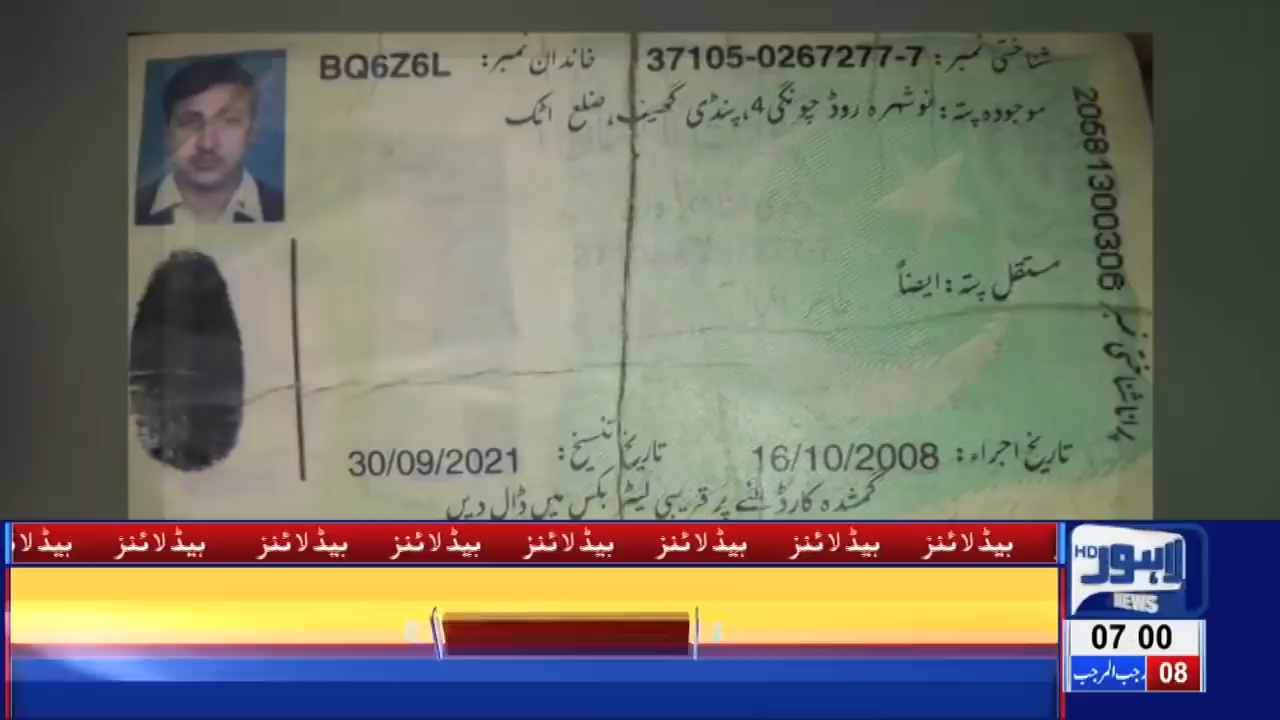 شناختی نمبر: 37105-0267277-7 خاندان نمبر: BQ6Z6L
موجودہ پتہ: نوشہرہ روڈ چونگی 4، پنڈی گھیب، ضلع اٹک
مستقل پتہ: ایضاً
تاریخ اجراء: 16/10/2008 تاریخ تنسیخ: 30/09/2021
گمشدہ کارڈ ملنے پر قریبی لیٹر بکس میں ڈال دیں
پرانا شناختی نمبر 20681300306
ہیڈلائنز ہیڈلائنز ہیڈلائنز ہیڈلائنز ہیڈلائنز ہیڈلائنز ہیڈلائنز ہیڈلائنز
لاہور HD
NEWS
07 00
08 رجب المرجب